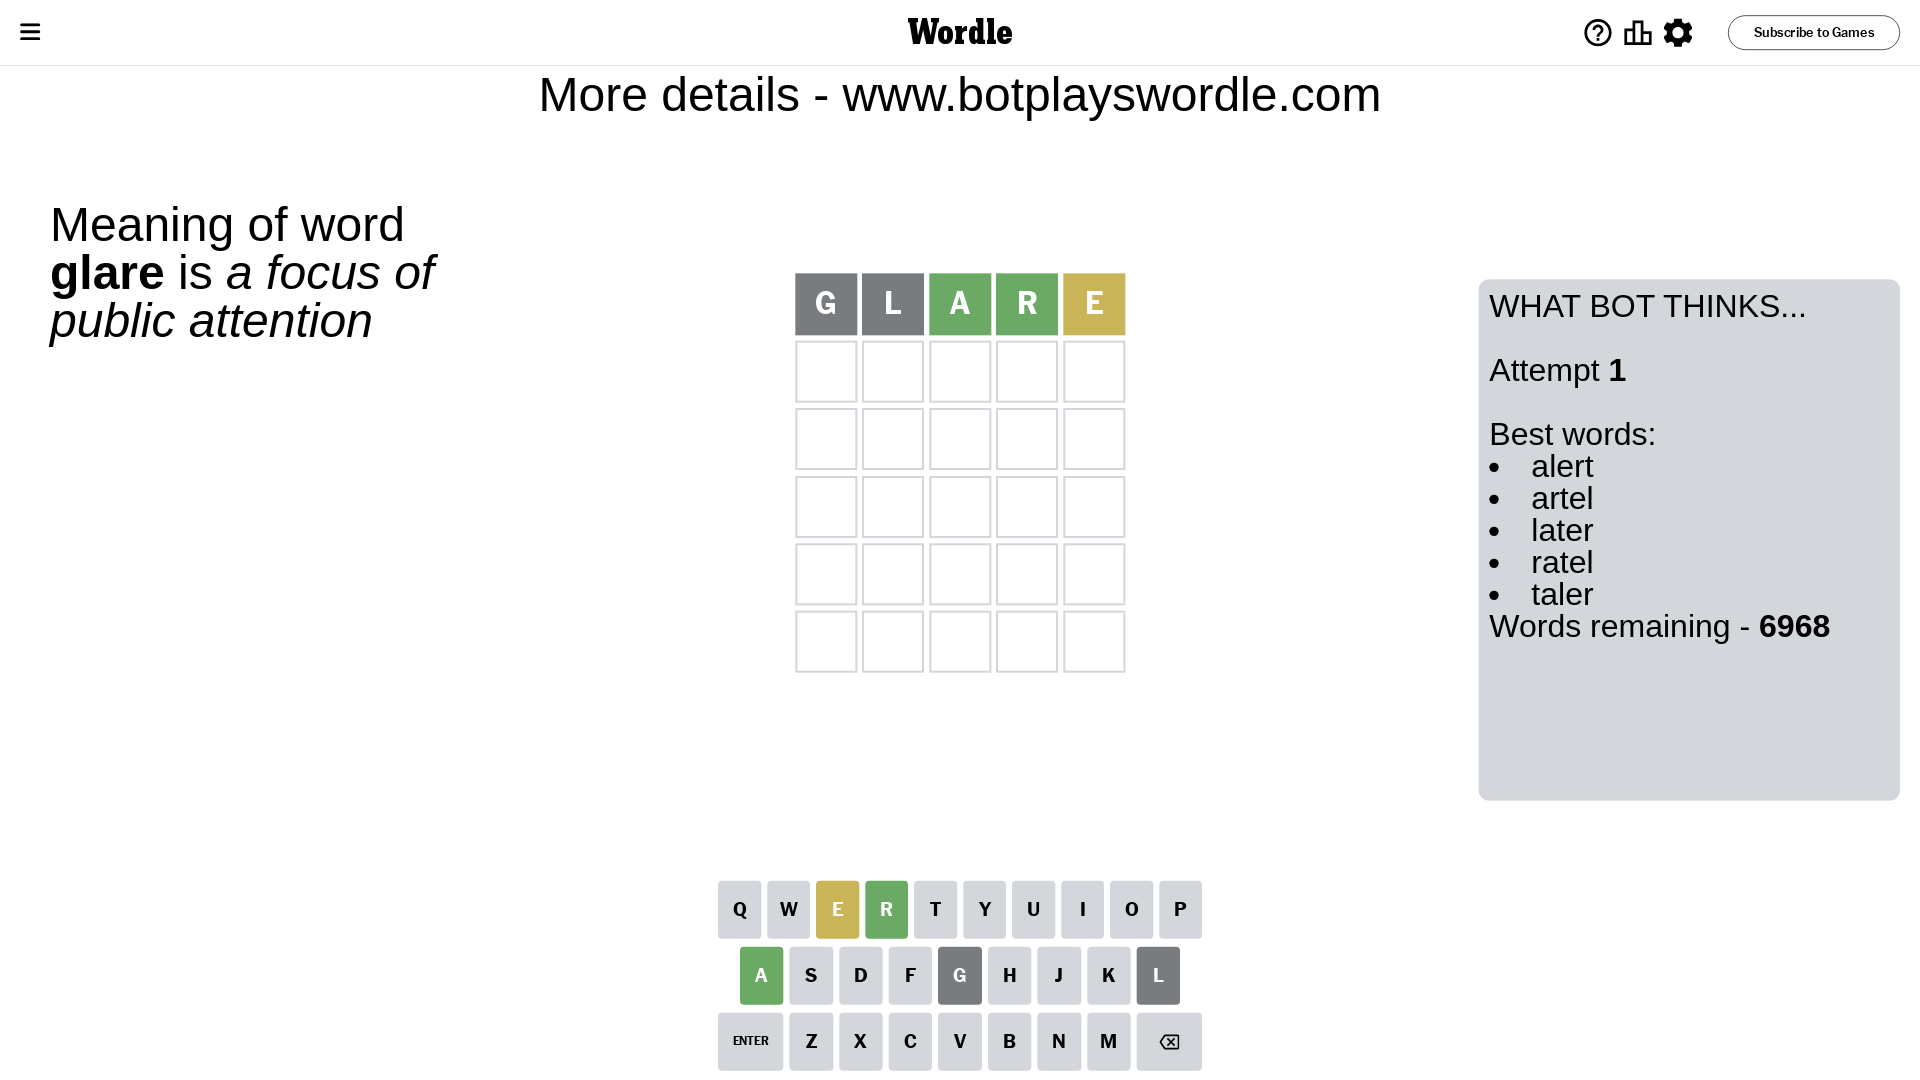 Wordle
Subscribe to Games
More details - www.botplayswordle.com
Meaning of word
glare is a focus of
public attention
G L A R E
WHAT BOT THINKS...
Attempt 1
Best words:
• alert
• artel
• later
• ratel
• taler
Words remaining - 6968
Q W E R T Y U I O P
A S D F G H J K L
ENTER Z X C V B N M